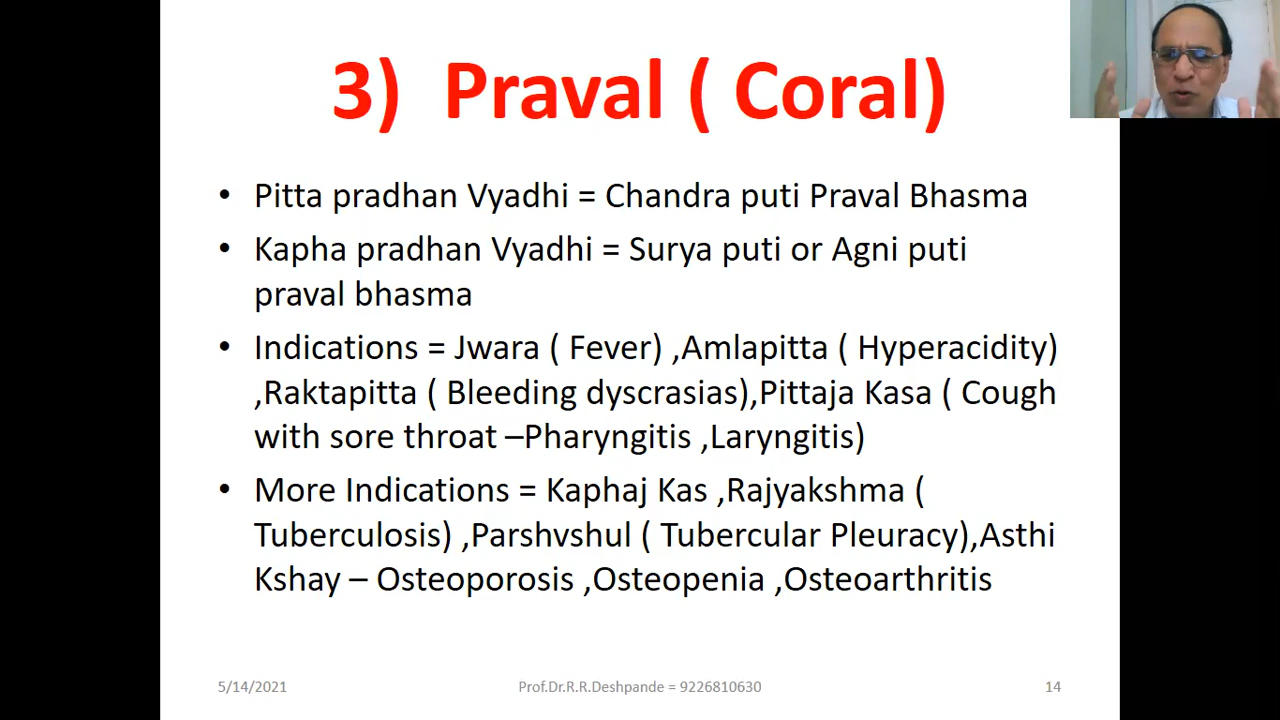 3) Praval ( Coral)
• Pitta pradhan Vyadhi = Chandra puti Praval Bhasma
• Kapha pradhan Vyadhi = Surya puti or Agni puti
praval bhasma
• Indications = Jwara ( Fever) ,Amlapitta ( Hyperacidity)
,Raktapitta ( Bleeding dyscrasias),Pittaja Kasa ( Cough
with sore throat –Pharyngitis ,Laryngitis)
• More Indications = Kaphaj Kas ,Rajyakshma (
Tuberculosis) ,Parshvshul ( Tubercular Pleuracy),Asthi
Kshay – Osteoporosis ,Osteopenia ,Osteoarthritis
5/14/2021
Prof.Dr.R.R.Deshpande = 9226810630
14